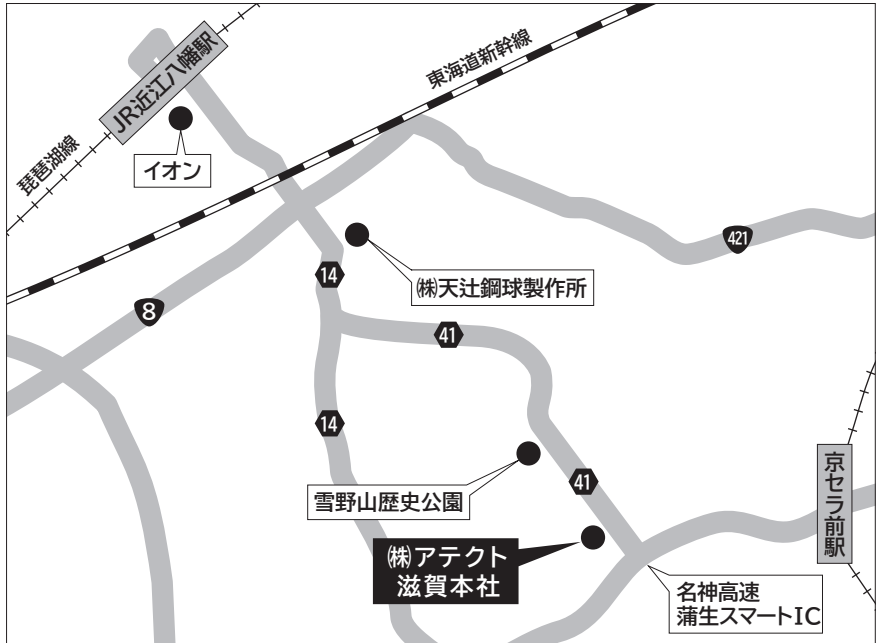 JR近江八幡駅
東海道新幹線
琵琶湖線
イオン
421
㈱天辻鋼球製作所
14
8
41
14
雪野山歴史公園
41
京セラ前駅
㈱アテクト
滋賀本社
名神高速
蒲生スマートIC